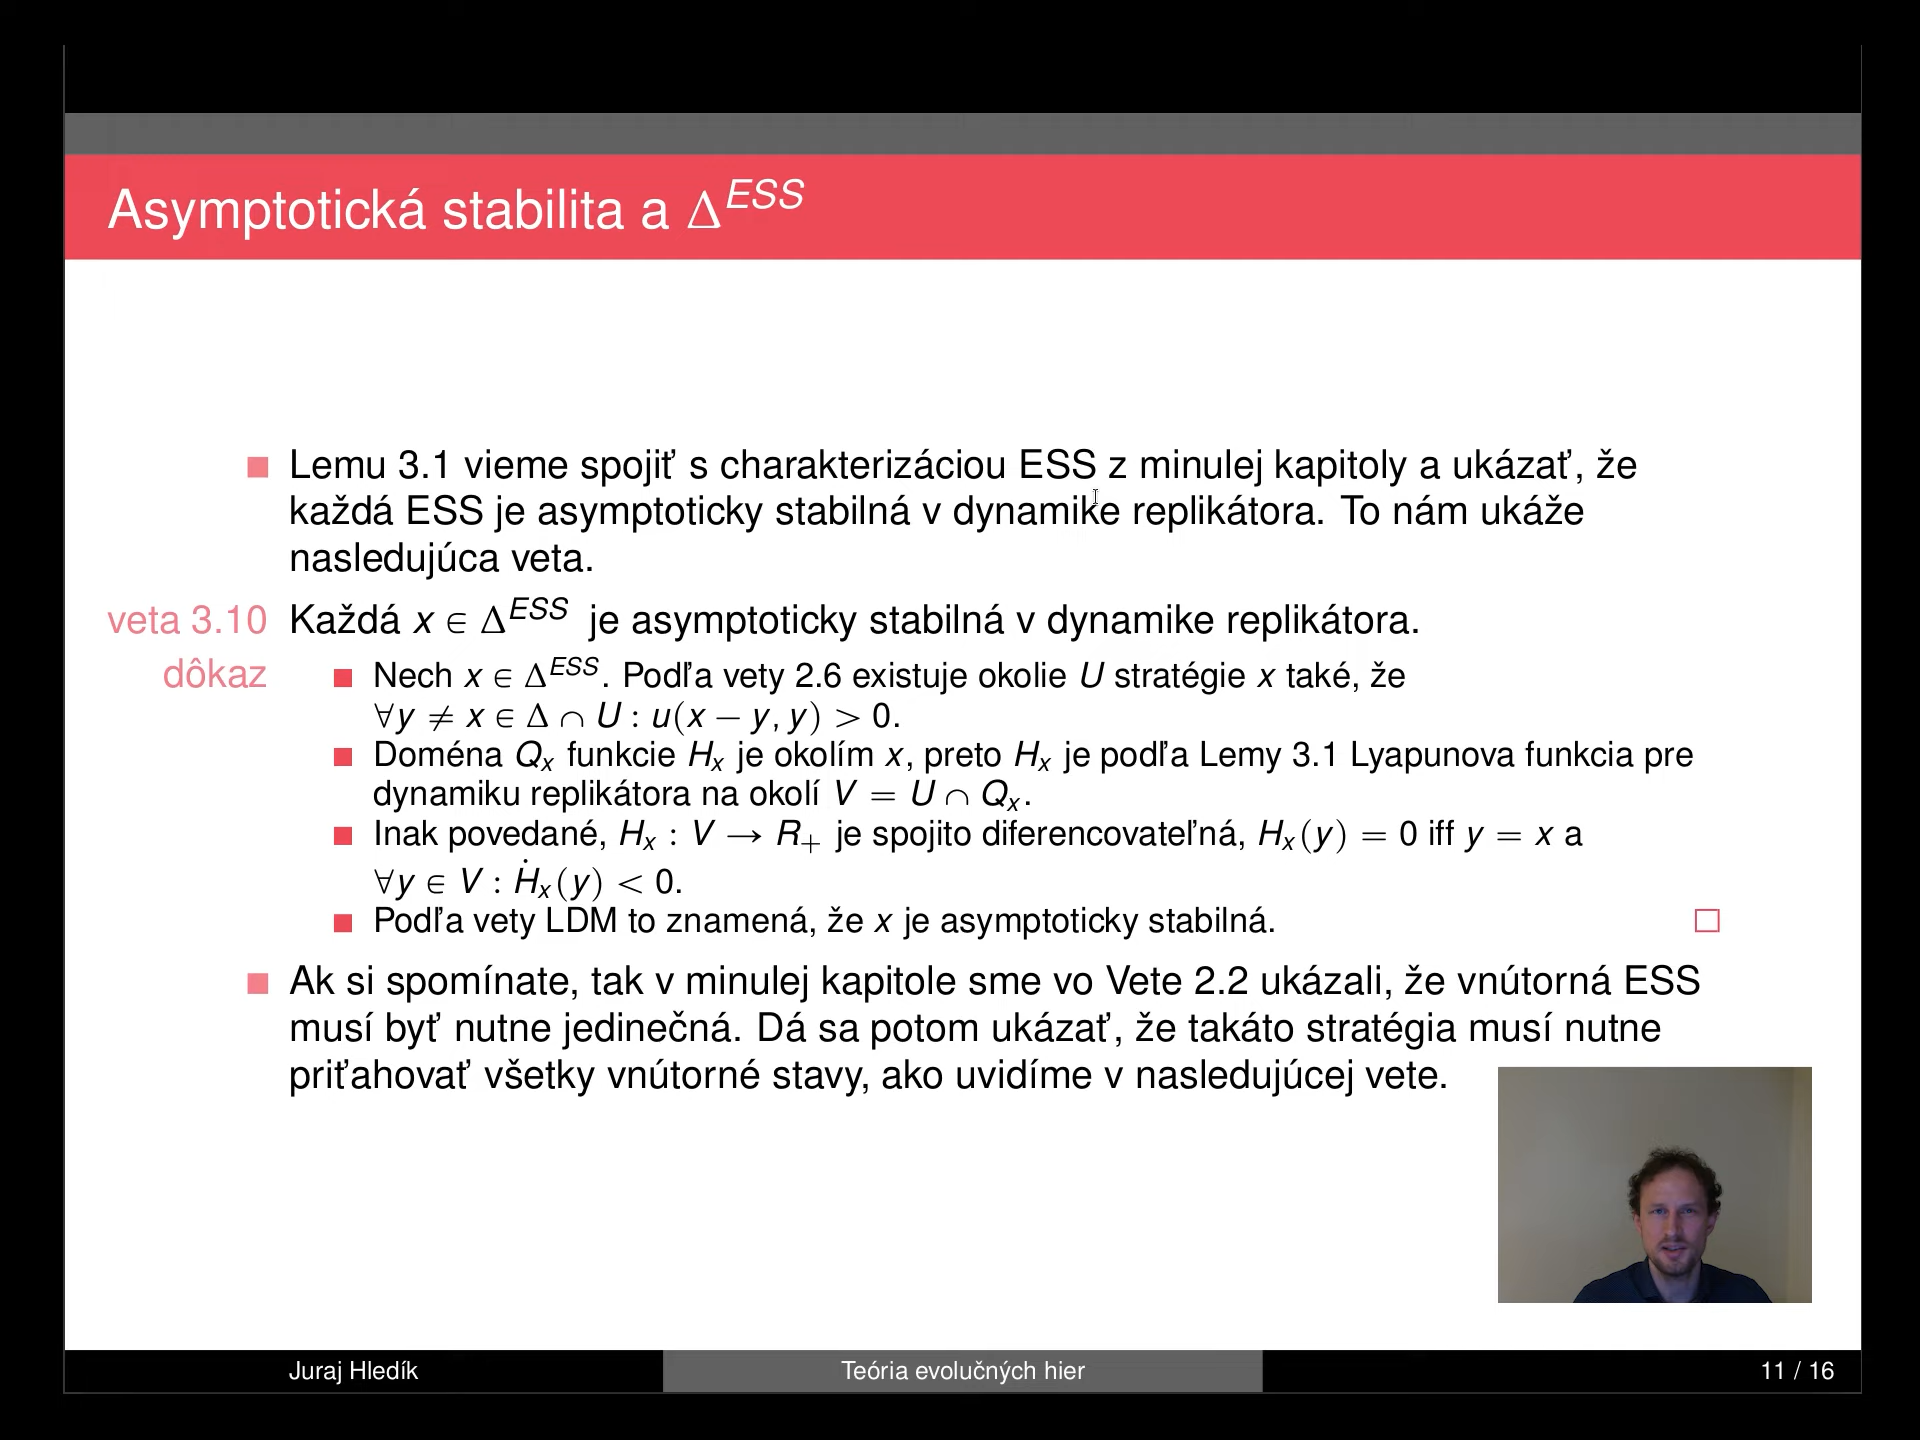 Asymptotická stabilita a Δ^ESS
Lemu 3.1 vieme spojiť s charakterizáciou ESS z minulej kapitoly a ukázať, že
každá ESS je asymptoticky stabilná v dynamike replikátora. To nám ukáže
nasledujúca veta.
veta 3.10 Každá x ∈ Δ^ESS je asymptoticky stabilná v dynamike replikátora.
dôkaz Nech x ∈ Δ^ESS. Podľa vety 2.6 existuje okolie U stratégie x také, že
∀y ≠ x ∈ Δ ∩ U : u(x − y, y) > 0.
Doména Q_x funkcie H_x je okolím x, preto H_x je podľa Lemy 3.1 Lyapunova funkcia pre
dynamiku replikátora na okolí V = U ∩ Q_x.
Inak povedané, H_x : V → R_+ je spojito diferencovateľná, H_x(y) = 0 iff y = x a
∀y ∈ V : Ḣ_x(y) < 0.
Podľa vety LDM to znamená, že x je asymptoticky stabilná. □
Ak si spomínate, tak v minulej kapitole sme vo Vete 2.2 ukázali, že vnútorná ESS
musí byť nutne jedinečná. Dá sa potom ukázať, že takáto stratégia musí nutne
priťahovať všetky vnútorné stavy, ako uvidíme v nasledujúcej vete.
Juraj Hledík
Teória evolučných hier
11 / 16